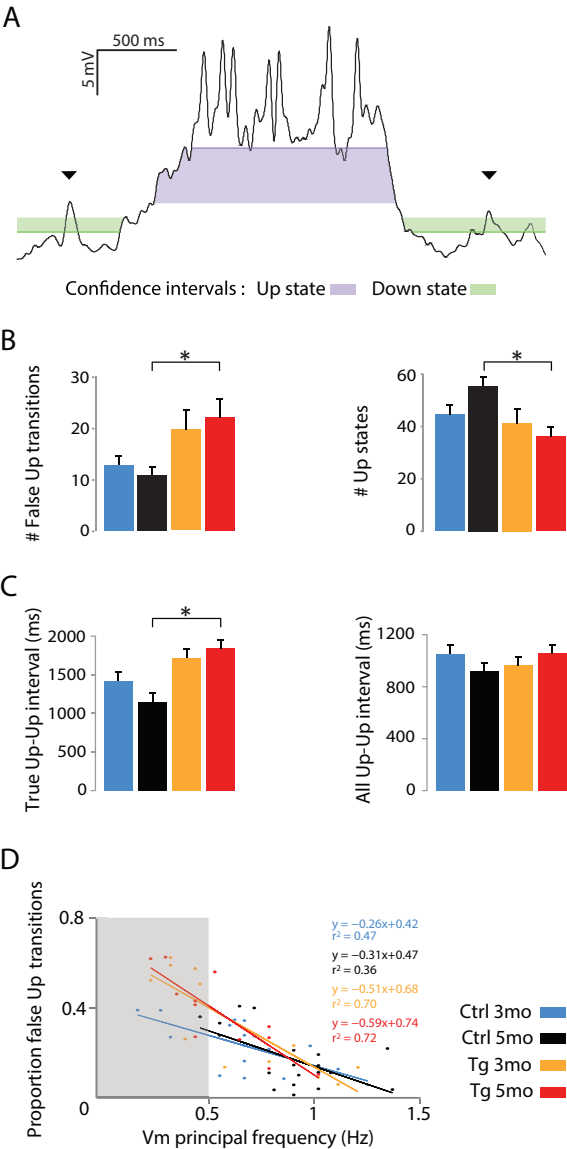 A
500 ms
5 mV
Confidence intervals : Up state Down state
B
*
# False Up transitions
30
20
10
0
*
# Up states
60
40
20
0
C
*
True Up-Up interval (ms)
2000
1500
1000
500
0
All Up-Up interval (ms)
1200
800
400
0
D
Proportion false Up transitions
0.8
0.4
0
0.5
1
1.5
Vm principal frequency (Hz)
y = −0.26x+0.42
r² = 0.47
y = −0.31x+0.47
r² = 0.36
y = −0.51x+0.68
r² = 0.70
y = −0.59x+0.74
r² = 0.72
Ctrl 3mo
Ctrl 5mo
Tg 3mo
Tg 5mo